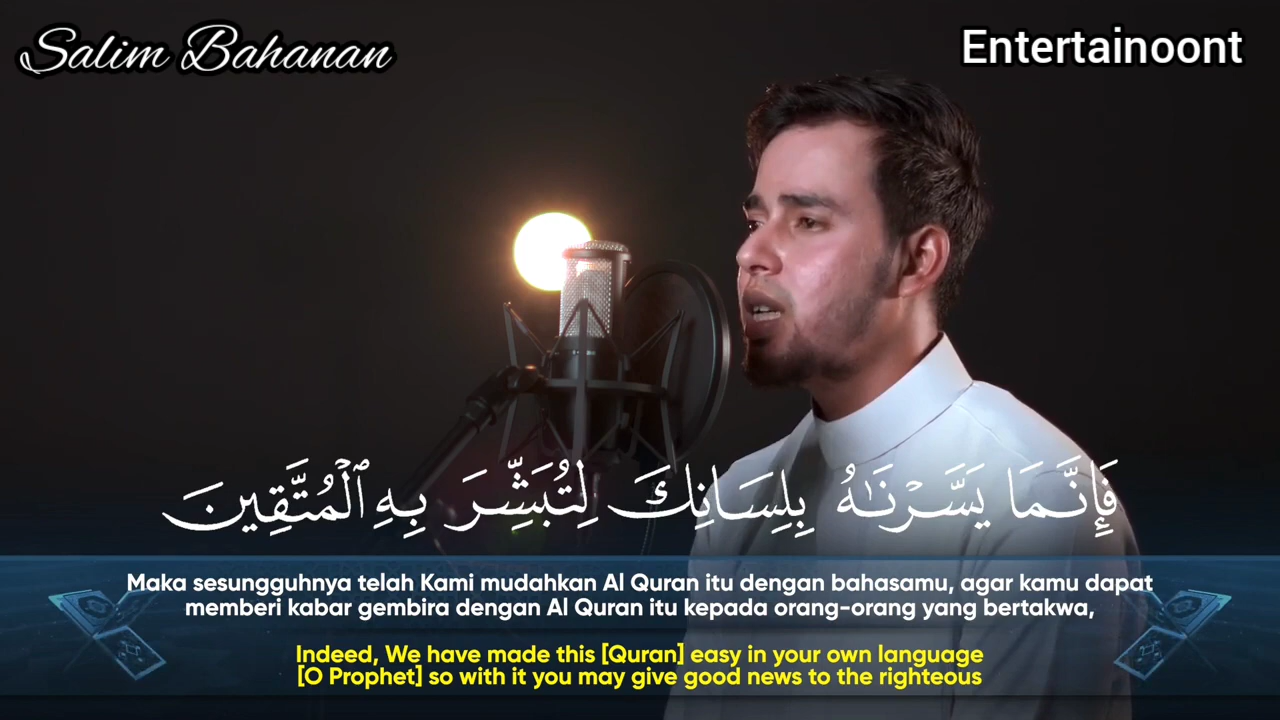 Salim Bahanan
Entertainoont
فَإِنَّمَا يَسَّرْنَٰهُ بِلِسَانِكَ لِتُبَشِّرَ بِهِ ٱلْمُتَّقِينَ
Maka sesungguhnya telah Kami mudahkan Al Quran itu dengan bahasamu, agar kamu dapat
memberi kabar gembira dengan Al Quran itu kepada orang-orang yang bertakwa,
Indeed, We have made this [Quran] easy in your own language
[O Prophet] so with it you may give good news to the righteous